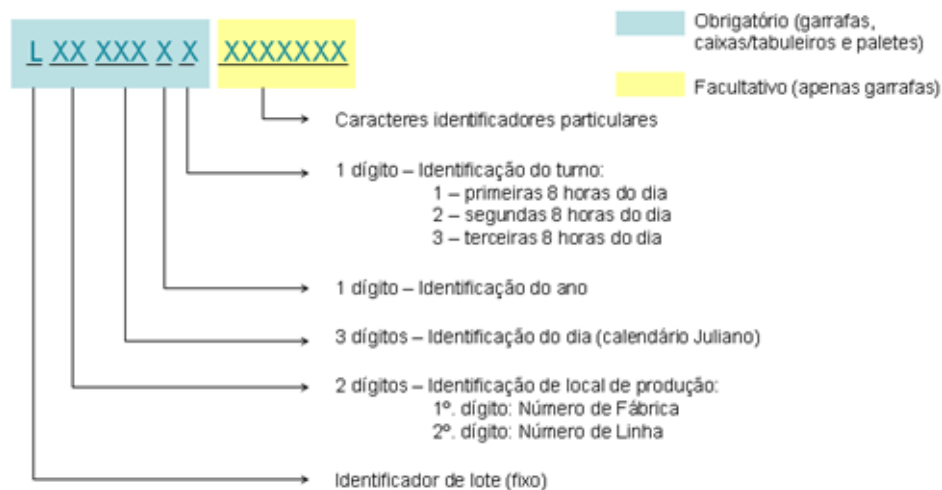 L XX XXX X X XXXXXXX
Obrigatório (garrafas,
caixas/tabuleiros e paletes)
Facultativo (apenas garrafas)
Caracteres identificadores particulares
1 dígito – Identificação do turno:
1 – primeiras 8 horas do dia
2 – segundas 8 horas do dia
3 – terceiras 8 horas do dia
1 dígito – Identificação do ano
3 dígitos – Identificação do dia (calendário Juliano)
2 dígitos – Identificação de local de produção:
1º. dígito: Número de Fábrica
2º. dígito: Número de Linha
Identificador de lote (fixo)